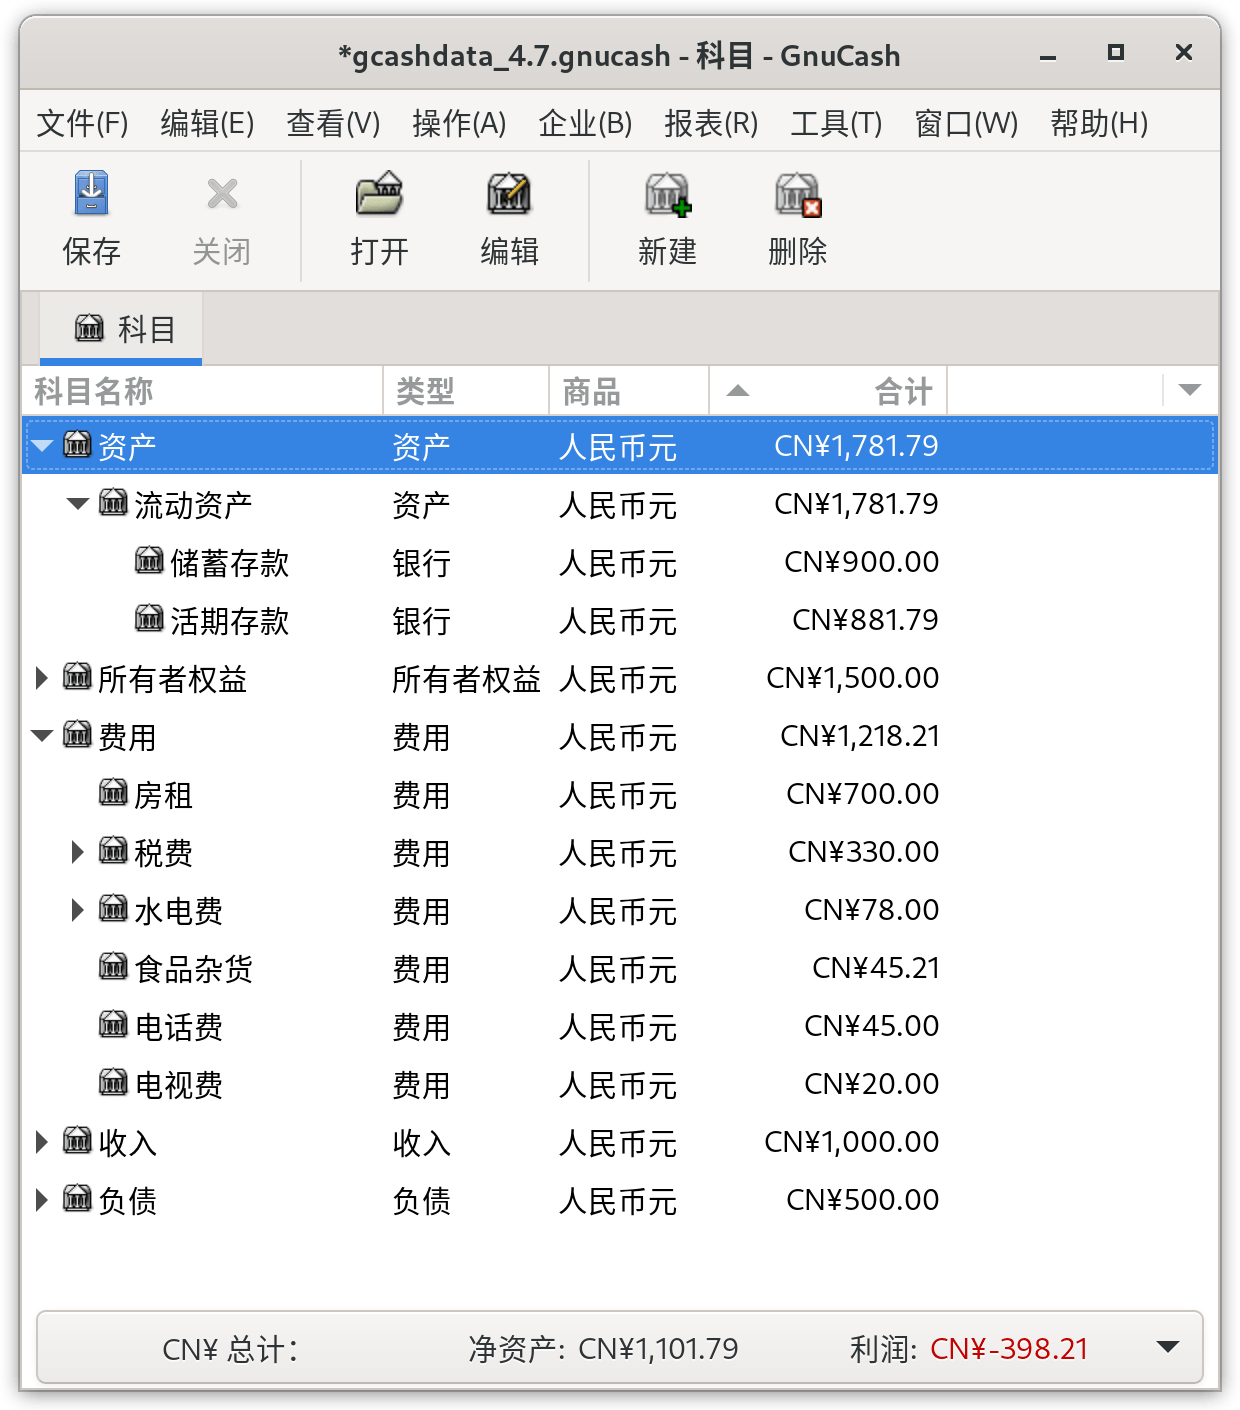 *gcashdata_4.7.gnucash - 科目 - GnuCash
文件(F) 编辑(E) 查看(V) 操作(A) 企业(B) 报表(R) 工具(T) 窗口(W) 帮助(H)
保存 关闭 打开 编辑 新建 删除
科目
科目名称 类型 商品 合计
资产 资产 人民币元 CN¥1,781.79
流动资产 资产 人民币元 CN¥1,781.79
储蓄存款 银行 人民币元 CN¥900.00
活期存款 银行 人民币元 CN¥881.79
所有者权益 所有者权益 人民币元 CN¥1,500.00
费用 费用 人民币元 CN¥1,218.21
房租 费用 人民币元 CN¥700.00
税费 费用 人民币元 CN¥330.00
水电费 费用 人民币元 CN¥78.00
食品杂货 费用 人民币元 CN¥45.21
电话费 费用 人民币元 CN¥45.00
电视费 费用 人民币元 CN¥20.00
收入 收入 人民币元 CN¥1,000.00
负债 负债 人民币元 CN¥500.00
CN¥ 总计： 净资产: CN¥1,101.79 利润: CN¥-398.21